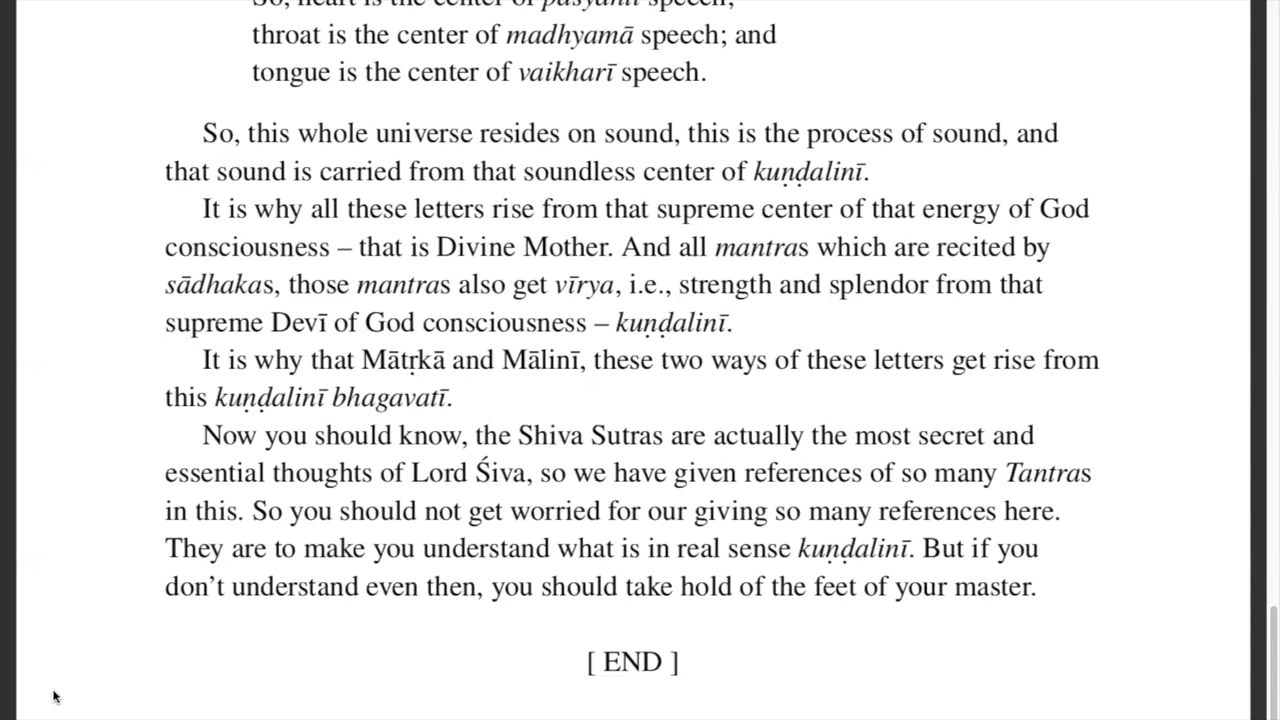 So, heart is the center of paśyantī speech;
throat is the center of madhyamā speech; and
tongue is the center of vaikharī speech.
So, this whole universe resides on sound, this is the process of sound, and
that sound is carried from that soundless center of kuṇḍalinī.
It is why all these letters rise from that supreme center of that energy of God
consciousness – that is Divine Mother. And all mantras which are recited by
sādhakas, those mantras also get vīrya, i.e., strength and splendor from that
supreme Devī of God consciousness – kuṇḍalinī.
It is why that Mātṛkā and Mālinī, these two ways of these letters get rise from
this kuṇḍalinī bhagavatī.
Now you should know, the Shiva Sutras are actually the most secret and
essential thoughts of Lord Śiva, so we have given references of so many Tantras
in this. So you should not get worried for our giving so many references here.
They are to make you understand what is in real sense kuṇḍalinī. But if you
don’t understand even then, you should take hold of the feet of your master.
[ END ]